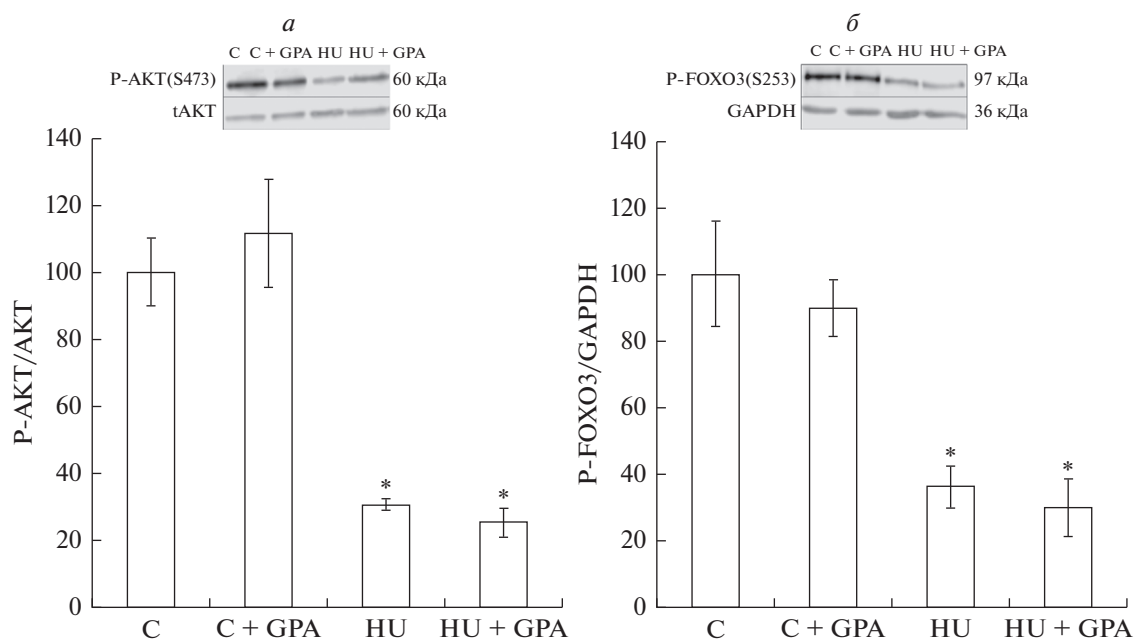 а
C C + GPA HU HU + GPA
P-AKT(S473) 60 кДа
tAKT 60 кДа
140
120
100
80
60
40
20
0
P-AKT/AKT
*
*
C C + GPA HU HU + GPA
б
C C + GPA HU HU + GPA
P-FOXO3(S253) 97 кДа
GAPDH 36 кДа
140
120
100
80
60
40
20
0
P-FOXO3/GAPDH
*
*
C C + GPA HU HU + GPA